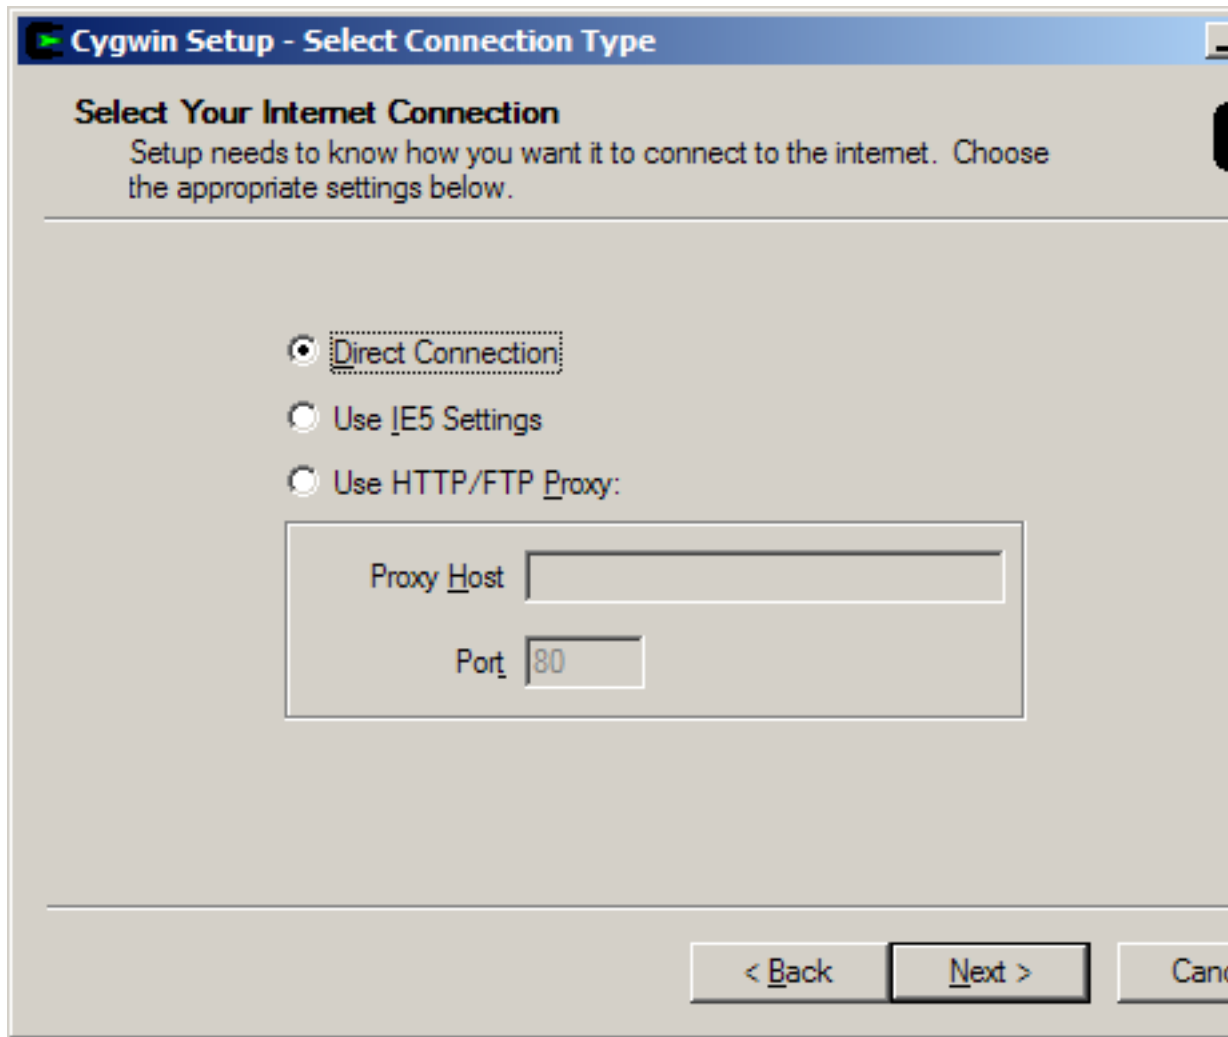 Cygwin Setup - Select Connection Type
Select Your Internet Connection
Setup needs to know how you want it to connect to the internet.  Choose
the appropriate settings below.
Direct Connection
Use IE5 Settings
Use HTTP/FTP Proxy:
Proxy Host
Port 80
< Back Next >